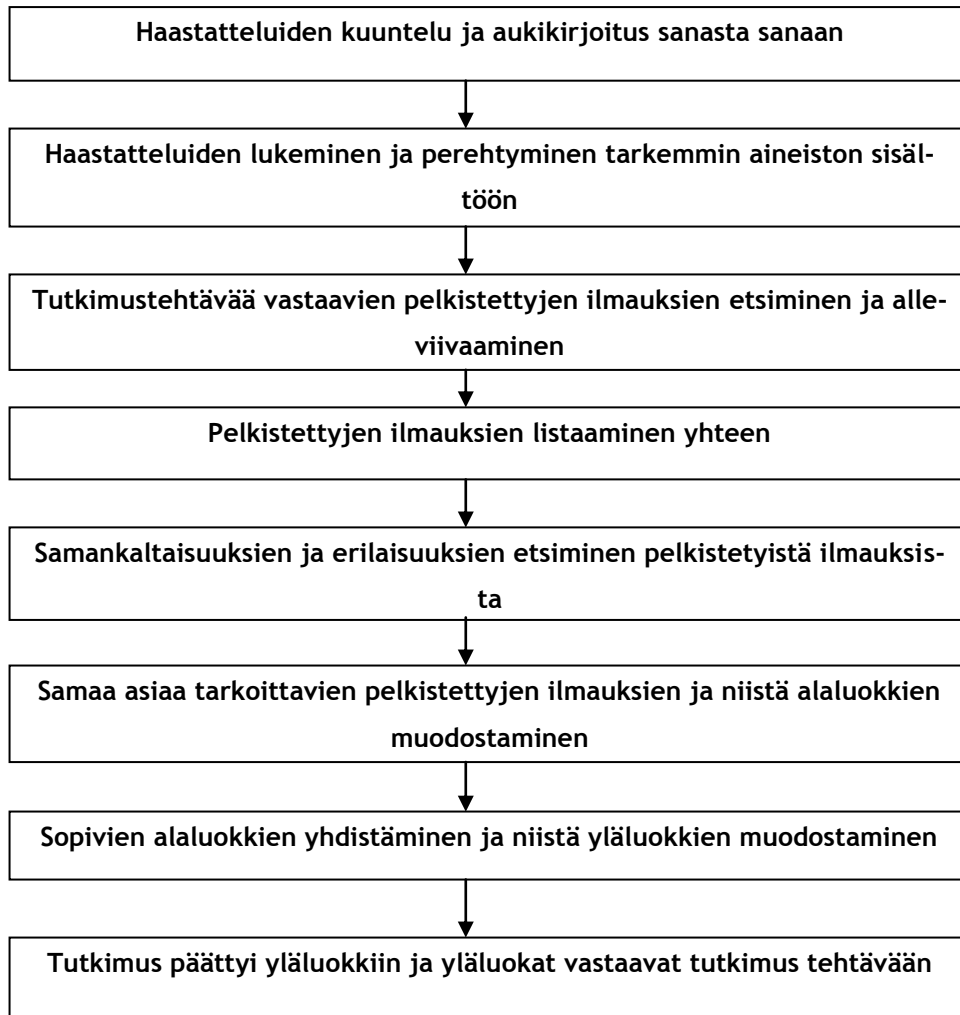 Haastatteluiden kuuntelu ja aukikirjoitus sanasta sanaan
Haastatteluiden lukeminen ja perehtyminen tarkemmin aineiston sisäl-
töön
Tutkimustehtävää vastaavien pelkistettyjen ilmauksien etsiminen ja alle-
viivaaminen
Pelkistettyjen ilmauksien listaaminen yhteen
Samankaltaisuuksien ja erilaisuuksien etsiminen pelkistetyistä ilmauksis-
ta
Samaa asiaa tarkoittavien pelkistettyjen ilmauksien ja niistä alaluokkien
muodostaminen
Sopivien alaluokkien yhdistäminen ja niistä yläluokkien muodostaminen
Tutkimus päättyi yläluokkiin ja yläluokat vastaavat tutkimus tehtävään